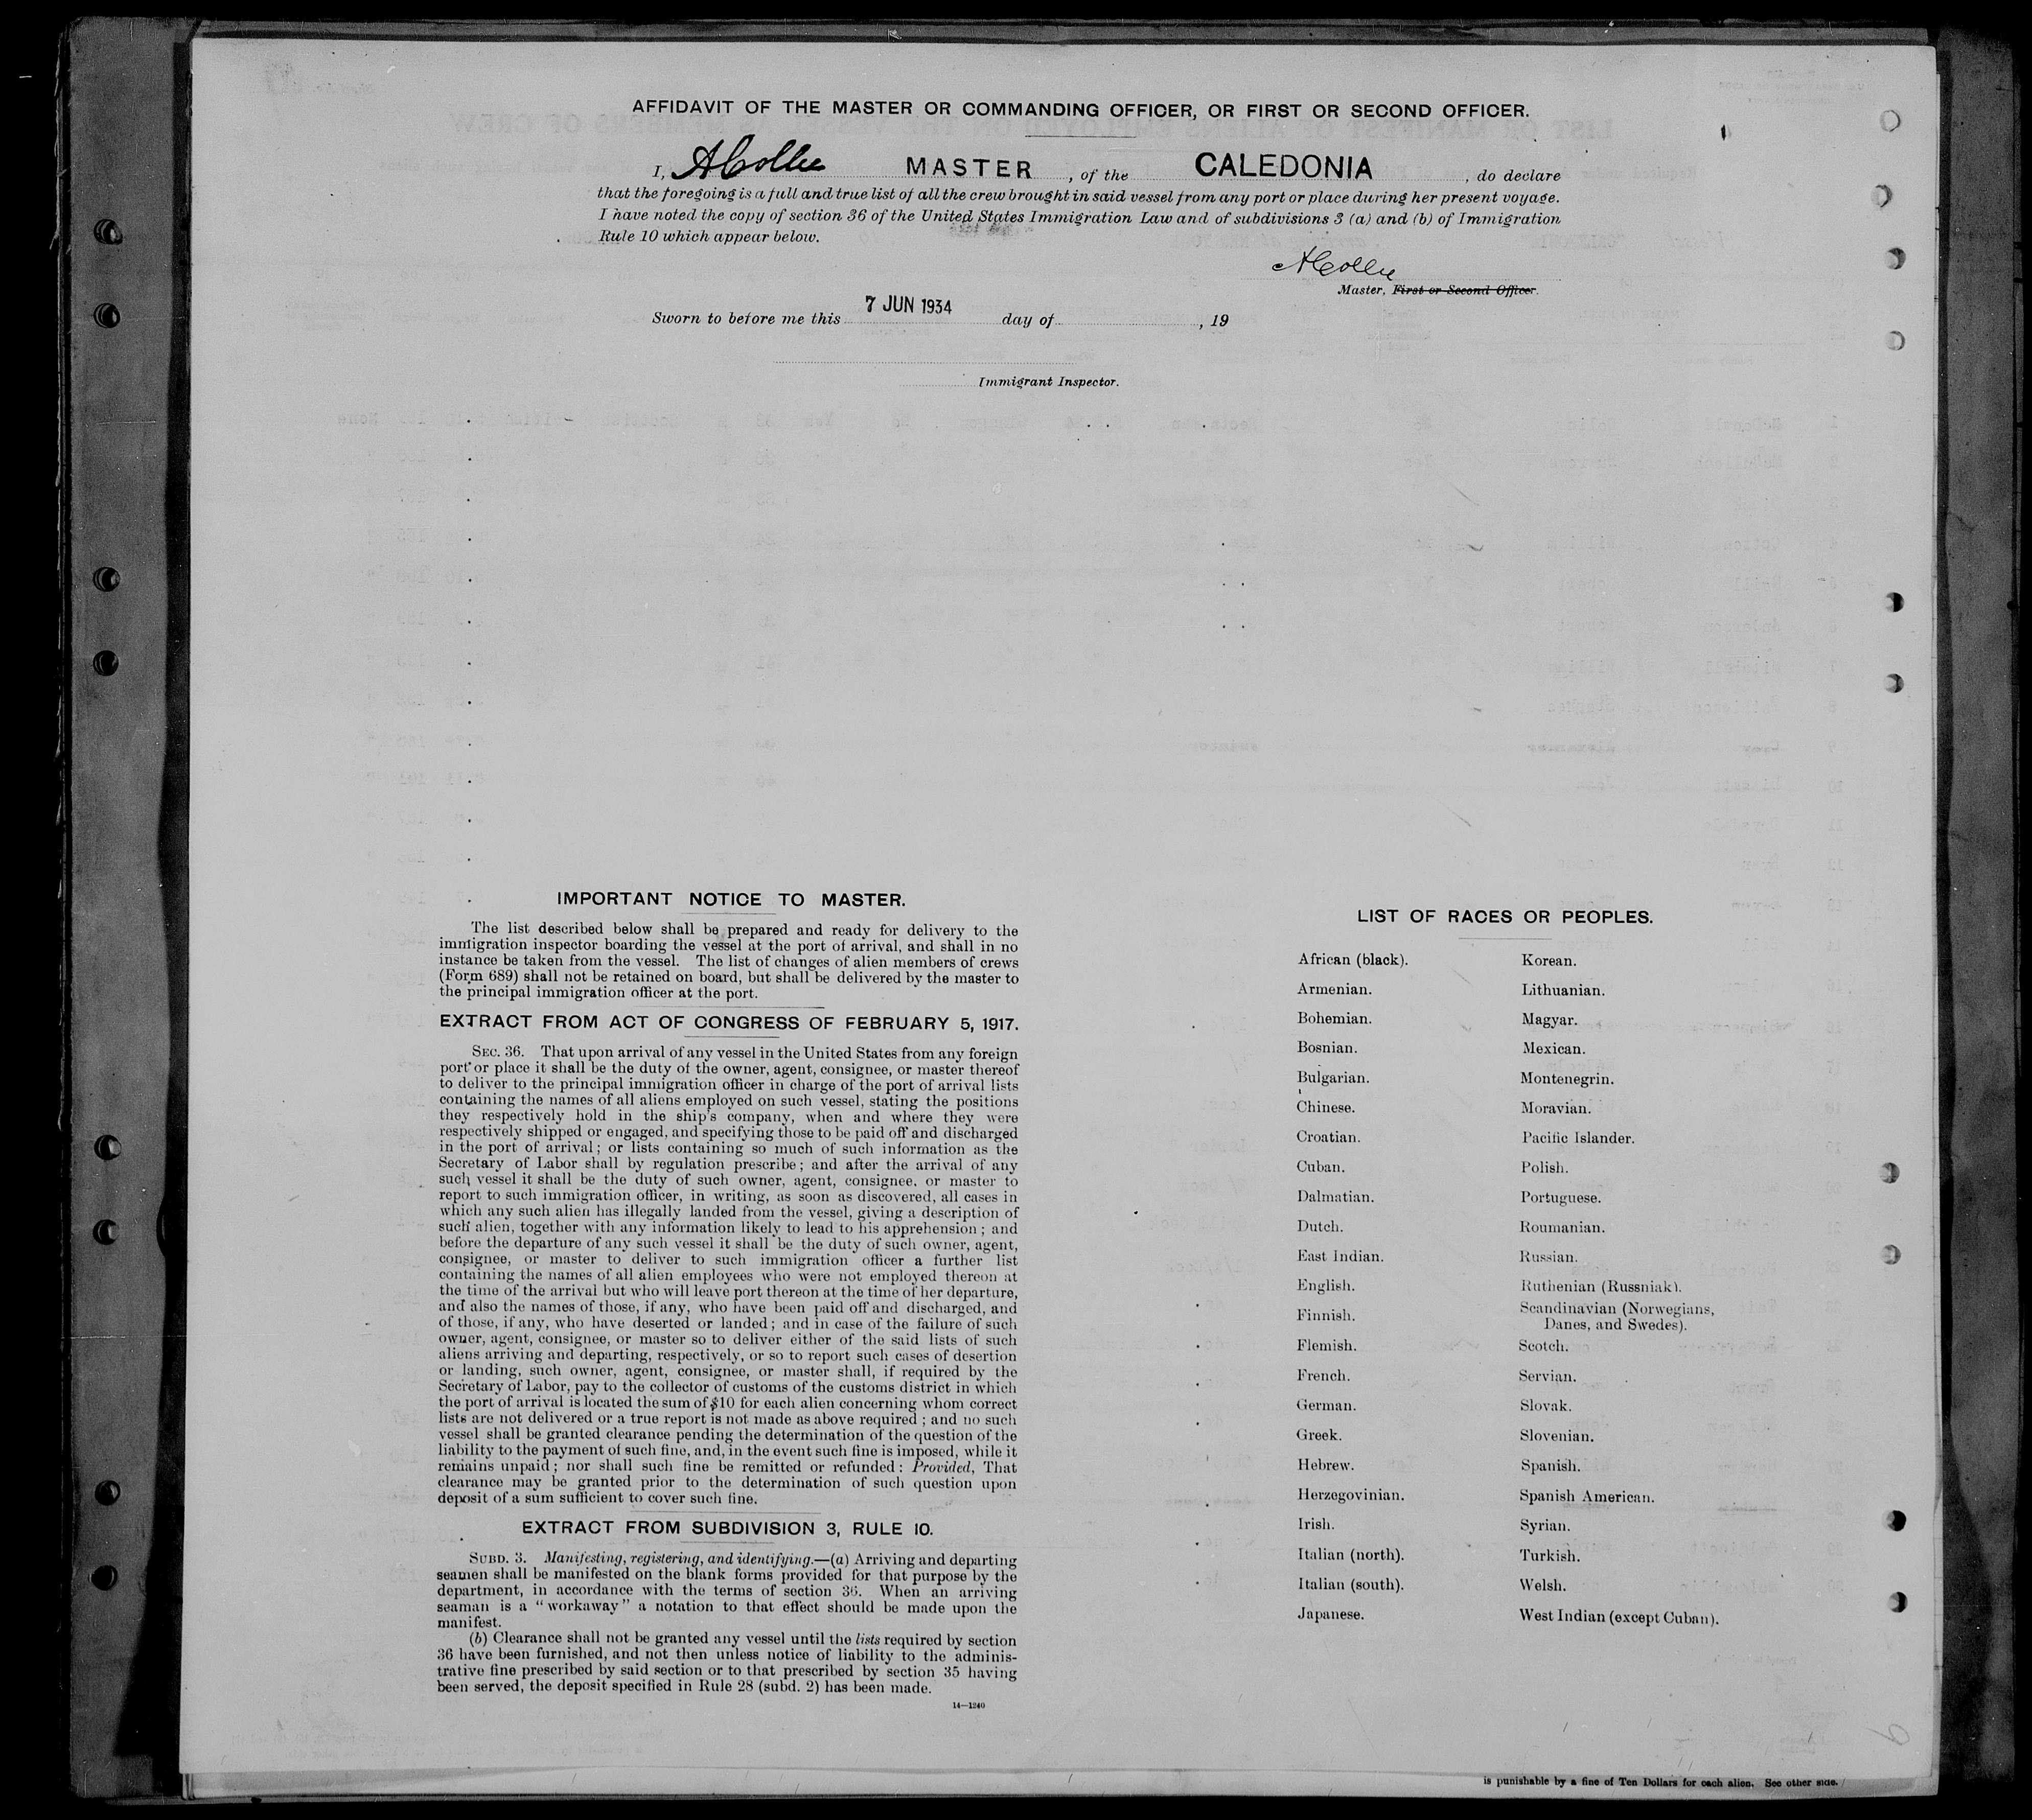 AFFIDAVIT OF THE MASTER OR COMMANDING OFFICER, OR FIRST OR SECOND OFFICER.
I, ACollie MASTER, of the CALEDONIA, do declare
that the foregoing is a full and true list of all the crew brought in said vessel from any port or place during her present voyage.
I have noted the copy of section 36 of the United States Immigration Law and of subdivisions 3 (a) and (b) of Immigration
Rule 10 which appear below.
ACollie
Master, First or Second Officer.
Sworn to before me this 7 JUN 1934 day of , 19
Immigrant Inspector.
IMPORTANT NOTICE TO MASTER.
The list described below shall be prepared and ready for delivery to the
immigration inspector boarding the vessel at the port of arrival, and shall in no
instance be taken from the vessel. The list of changes of alien members of crews
(Form 689) shall not be retained on board, but shall be delivered by the master to
the principal immigration officer at the port.
EXTRACT FROM ACT OF CONGRESS OF FEBRUARY 5, 1917.
SEC. 36. That upon arrival of any vessel in the United States from any foreign
port or place it shall be the duty of the owner, agent, consignee, or master thereof
to deliver to the principal immigration officer in charge of the port of arrival lists
containing the names of all aliens employed on such vessel, stating the positions
they respectively hold in the ship's company, when and where they were
respectively shipped or engaged, and specifying those to be paid off and discharged
in the port of arrival; or lists containing so much of such information as the
Secretary of Labor shall by regulation prescribe; and after the arrival of any
such vessel it shall be the duty of such owner, agent, consignee, or master to
report to such immigration officer, in writing, as soon as discovered, all cases in
which any such alien has illegally landed from the vessel, giving a description of
such alien, together with any information likely to lead to his apprehension; and
before the departure of any such vessel it shall be the duty of such owner, agent,
consignee, or master to deliver to such immigration officer a further list
containing the names of all alien employees who were not employed thereon at
the time of the arrival but who will leave port thereon at the time of her departure,
and also the names of those, if any, who have been paid off and discharged, and
of those, if any, who have deserted or landed; and in case of the failure of such
owner, agent, consignee, or master so to deliver either of the said lists of such
aliens arriving and departing, respectively, or so to report such cases of desertion
or landing, such owner, agent, consignee, or master shall, if required by the
Secretary of Labor, pay to the collector of customs of the customs district in which
the port of arrival is located the sum of $10 for each alien concerning whom correct
lists are not delivered or a true report is not made as above required; and no such
vessel shall be granted clearance pending the determination of the question of the
liability to the payment of such fine, and, in the event such fine is imposed, while it
remains unpaid; nor shall such fine be remitted or refunded: Provided, That
clearance may be granted prior to the determination of such question upon
deposit of a sum sufficient to cover such fine.
EXTRACT FROM SUBDIVISION 3, RULE 10.
SUBD. 3. Manifesting, registering, and identifying.—(a) Arriving and departing
seamen shall be manifested on the blank forms provided for that purpose by the
department, in accordance with the terms of section 36. When an arriving
seaman is a "workaway" a notation to that effect should be made upon the
manifest.
(b) Clearance shall not be granted any vessel until the lists required by section
36 have been furnished, and not then unless notice of liability to the adminis-
trative fine prescribed by said section or to that prescribed by section 35 having
been served, the deposit specified in Rule 28 (subd. 2) has been made.
14—1240
LIST OF RACES OR PEOPLES.
African (black).
Armenian.
Bohemian.
Bosnian.
Bulgarian.
Chinese.
Croatian.
Cuban.
Dalmatian.
Dutch.
East Indian.
English.
Finnish.
Flemish.
French.
German.
Greek.
Hebrew.
Herzegovinian.
Irish.
Italian (north).
Italian (south).
Japanese.
Korean.
Lithuanian.
Magyar.
Mexican.
Montenegrin.
Moravian.
Pacific Islander.
Polish.
Portuguese.
Roumanian.
Russian.
Ruthenian (Russniak).
Scandinavian (Norwegians,
Danes, and Swedes).
Scotch.
Servian.
Slovak.
Slovenian.
Spanish.
Spanish American.
Syrian.
Turkish.
Welsh.
West Indian (except Cuban).
is punishable by a fine of Ten Dollars for each alien. See other side.